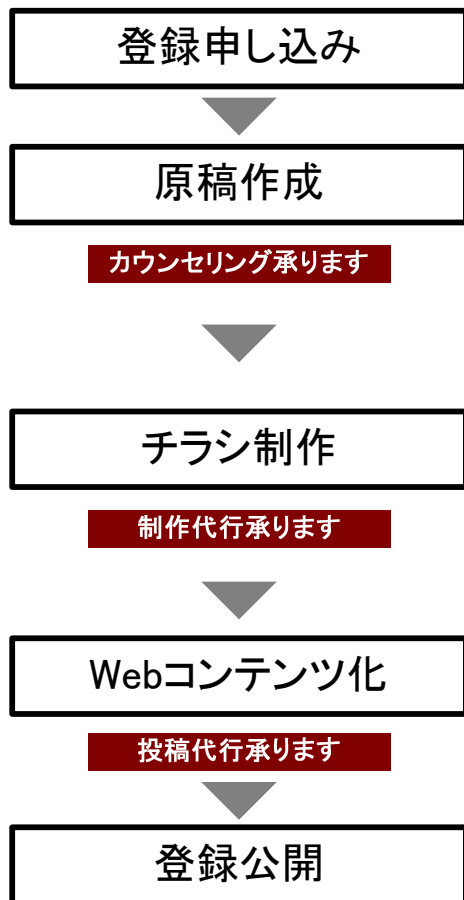 登録申し込み
原稿作成
カウンセリング承ります
チラシ制作
制作代行承ります
Webコンテンツ化
投稿代行承ります
登録公開